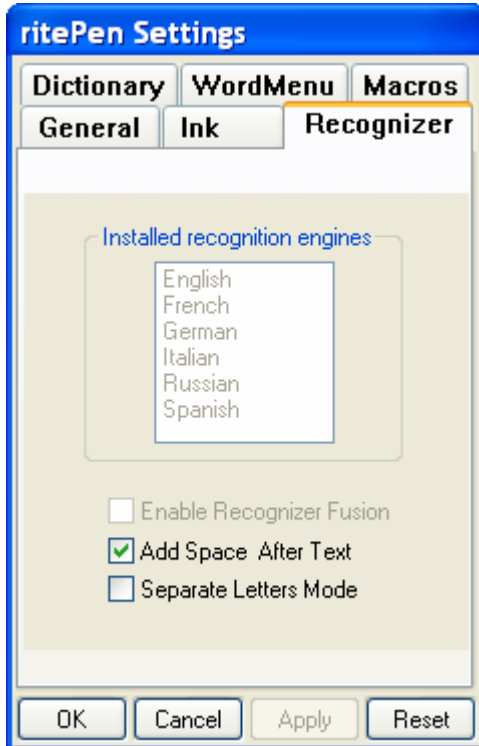 ritePen Settings
Dictionary WordMenu Macros
General Ink Recognizer
Installed recognition engines
English
French
German
Italian
Russian
Spanish
Enable Recognizer Fusion
Add Space After Text
Separate Letters Mode
OK Cancel Apply Reset